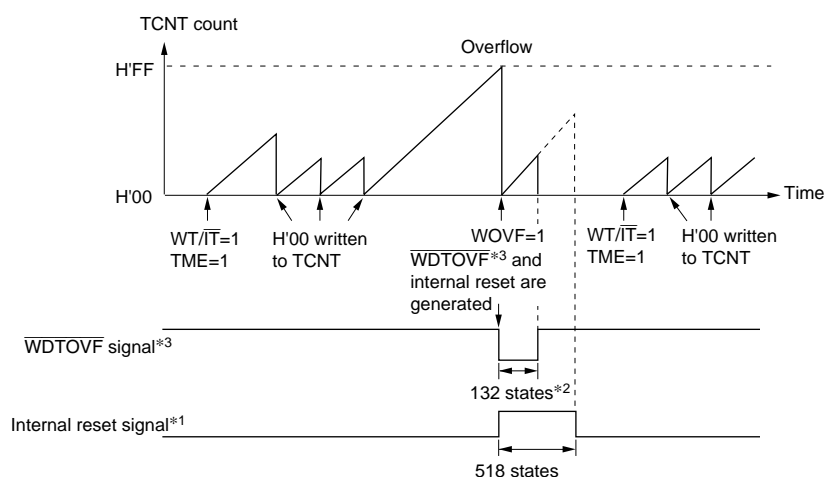 TCNT count
Overflow
H'FF
H'00
Time
WT/IT=1
TME=1
H'00 written
to TCNT
WOVF=1
WDTOVF*3 and
internal reset are
generated
WT/IT=1
TME=1
H'00 written
to TCNT
WDTOVF signal*3
132 states*2
Internal reset signal*1
518 states